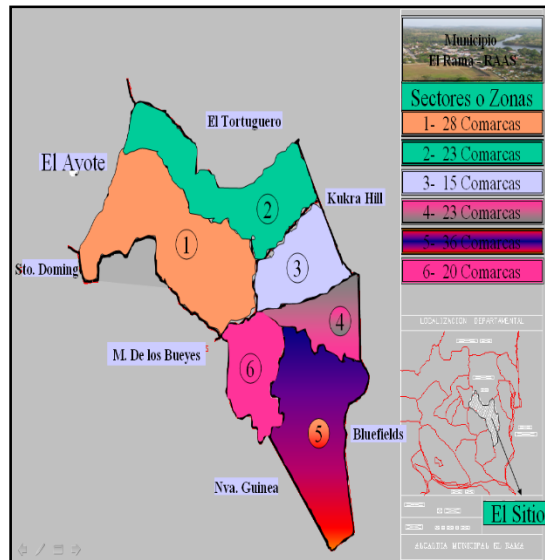 Municipio
El Rama - RAAS
Sectores o Zonas
1- 28 Comarcas
2- 23 Comarcas
3- 15 Comarcas
4- 23 Comarcas
5- 36 Comarcas
6- 20 Comarcas
El Tortuguero
El Ayote
Kukra Hill
Sto. Doming
M. De los Bueyes
Bluefields
Nva. Guinea
1
2
3
4
5
6
LOCALIZACION DEPARTAMENTAL
El Sitio
ALCALDIA MUNICIPAL EL RAMA